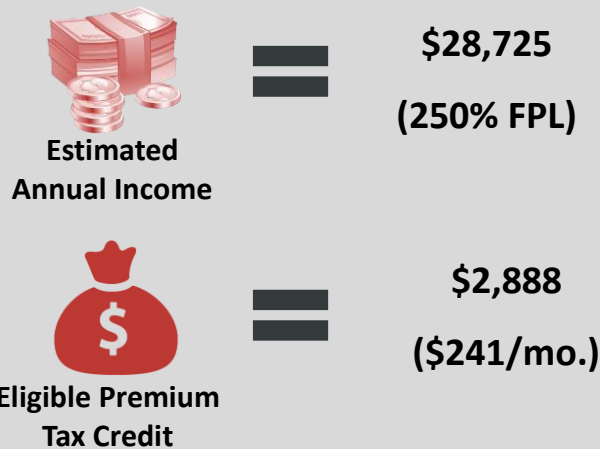 $28,725
(250% FPL)
Estimated
Annual Income
$
$2,888
($241/mo.)
Eligible Premium
Tax Credit